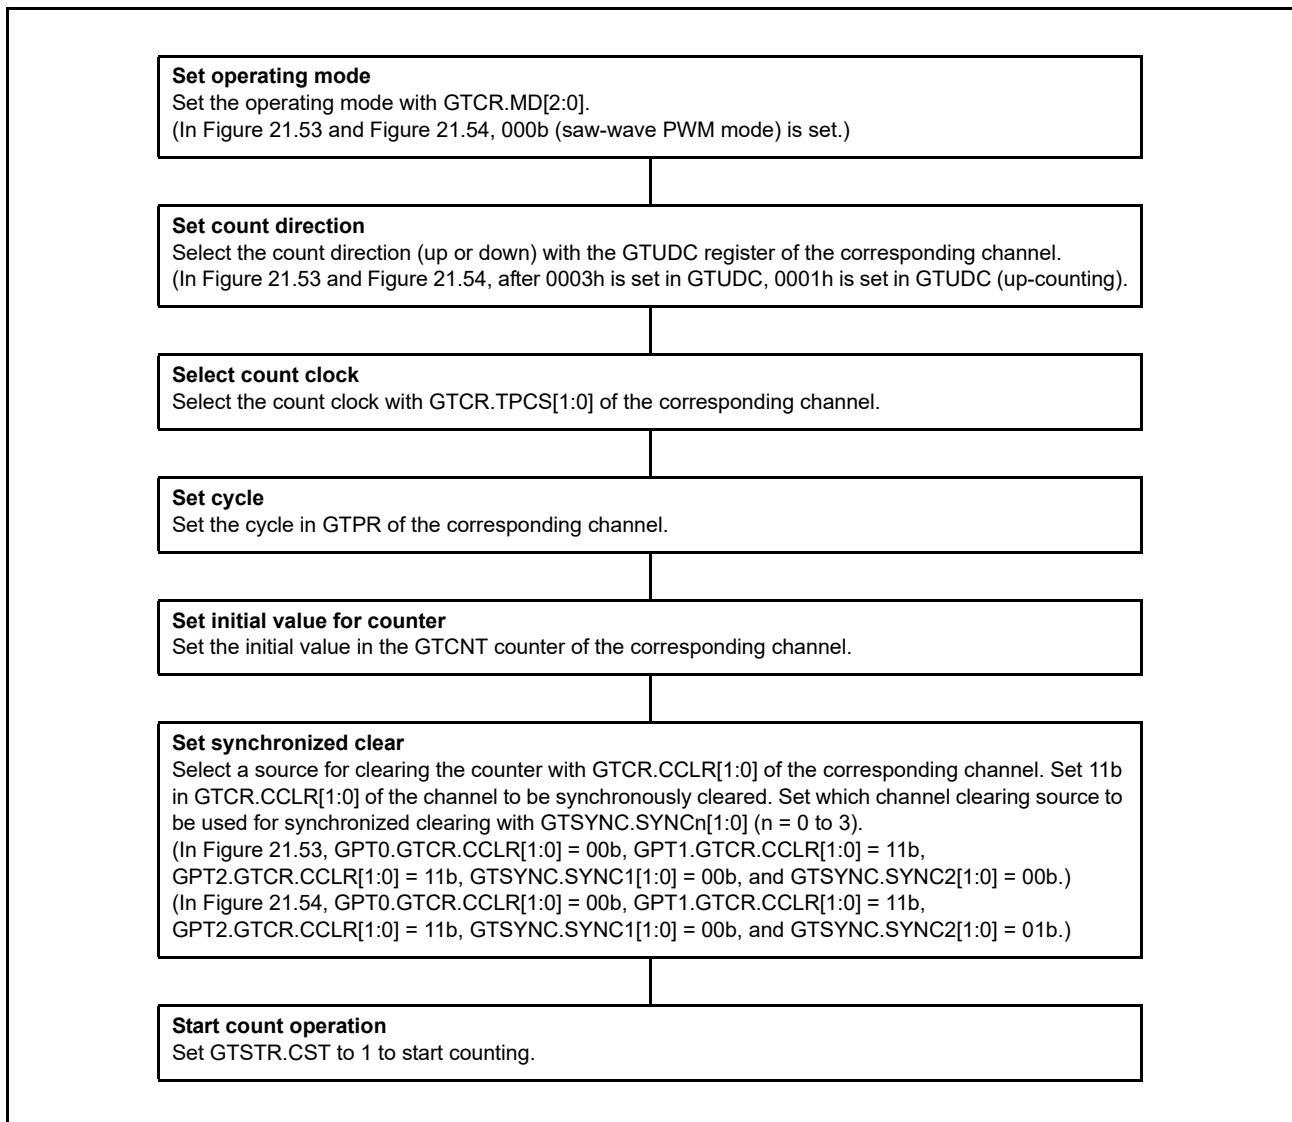 Set operating mode
Set the operating mode with GTCR.MD[2:0].
(In Figure 21.53 and Figure 21.54, 000b (saw-wave PWM mode) is set.)
Set count direction
Select the count direction (up or down) with the GTUDC register of the corresponding channel.
(In Figure 21.53 and Figure 21.54, after 0003h is set in GTUDC, 0001h is set in GTUDC (up-counting).
Select count clock
Select the count clock with GTCR.TPCS[1:0] of the corresponding channel.
Set cycle
Set the cycle in GTPR of the corresponding channel.
Set initial value for counter
Set the initial value in the GTCNT counter of the corresponding channel.
Set synchronized clear
Select a source for clearing the counter with GTCR.CCLR[1:0] of the corresponding channel. Set 11b
in GTCR.CCLR[1:0] of the channel to be synchronously cleared. Set which channel clearing source to
be used for synchronized clearing with GTSYNC.SYNCn[1:0] (n = 0 to 3).
(In Figure 21.53, GPT0.GTCR.CCLR[1:0] = 00b, GPT1.GTCR.CCLR[1:0] = 11b,
GPT2.GTCR.CCLR[1:0] = 11b, GTSYNC.SYNC1[1:0] = 00b, and GTSYNC.SYNC2[1:0] = 00b.)
(In Figure 21.54, GPT0.GTCR.CCLR[1:0] = 00b, GPT1.GTCR.CCLR[1:0] = 11b,
GPT2.GTCR.CCLR[1:0] = 11b, GTSYNC.SYNC1[1:0] = 00b, and GTSYNC.SYNC2[1:0] = 01b.)
Start count operation
Set GTSTR.CST to 1 to start counting.